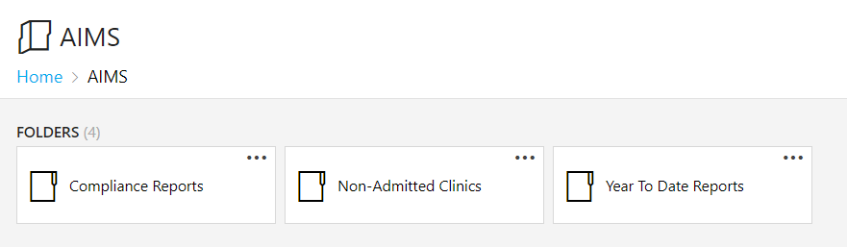 AIMS
Home > AIMS
FOLDERS (4)
Compliance Reports
Non-Admitted Clinics
Year To Date Reports